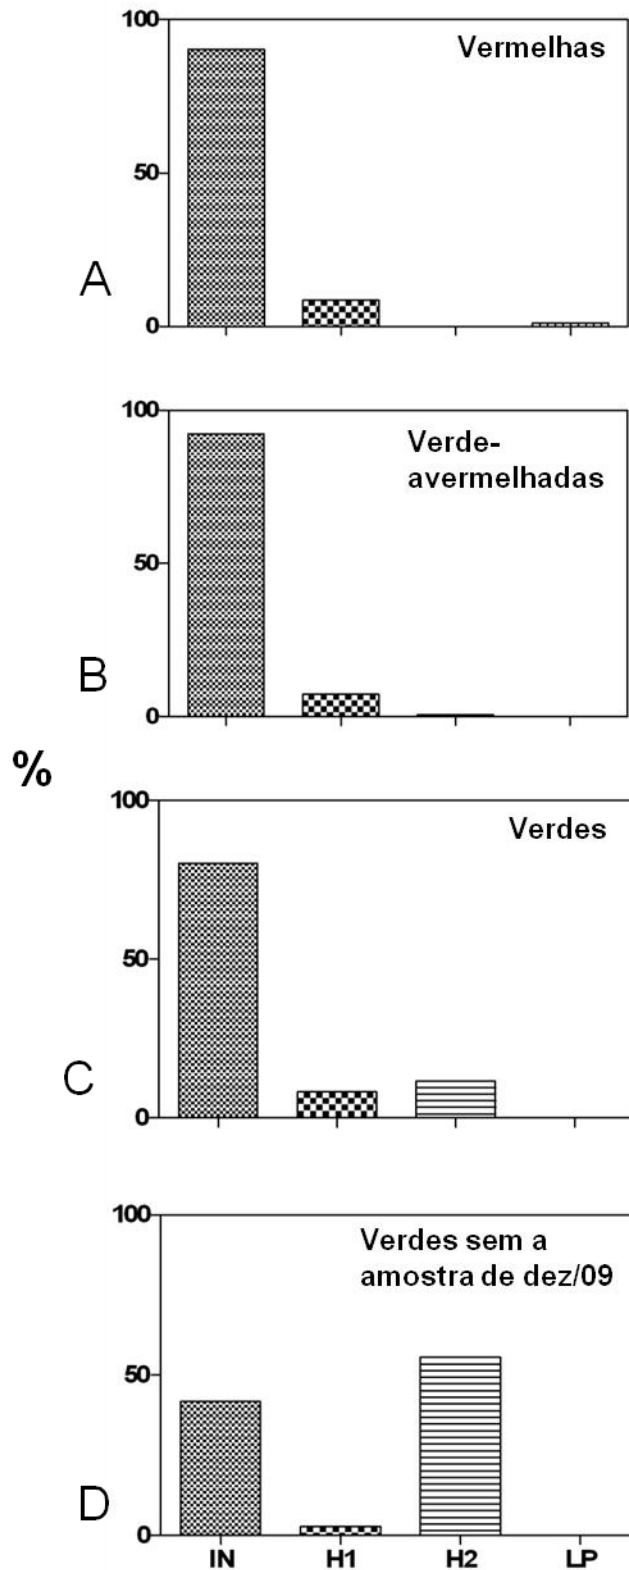 100
Vermelhas
50
A
0
100
Verde-
avermelhadas
50
B
0
%
100
Verdes
50
C
0
100
Verdes sem a
amostra de dez/09
50
D
0
IN H1 H2 LP